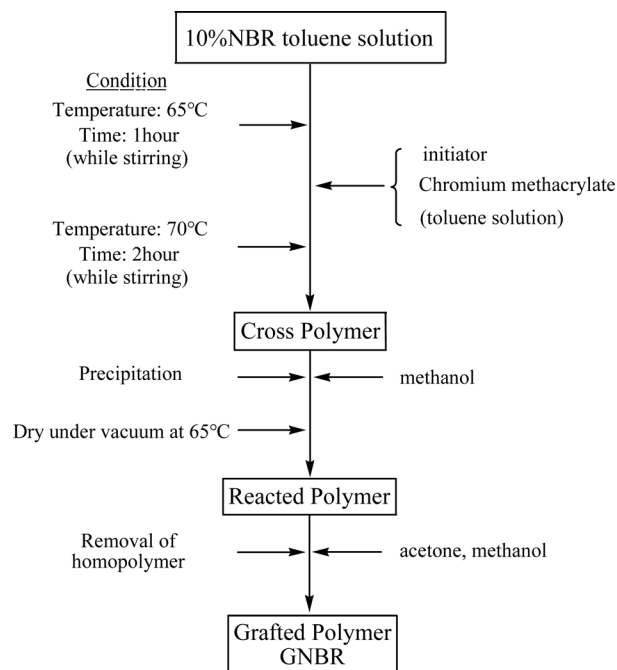 10%NBR toluene solution
Condition
Temperature: 65°C
Time: 1hour
(while stirring)
initiator
Chromium methacrylate
(toluene solution)
Temperature: 70°C
Time: 2hour
(while stirring)
Cross Polymer
Precipitation
methanol
Dry under vacuum at 65°C
Reacted Polymer
Removal of
homopolymer
acetone, methanol
Grafted Polymer
GNBR